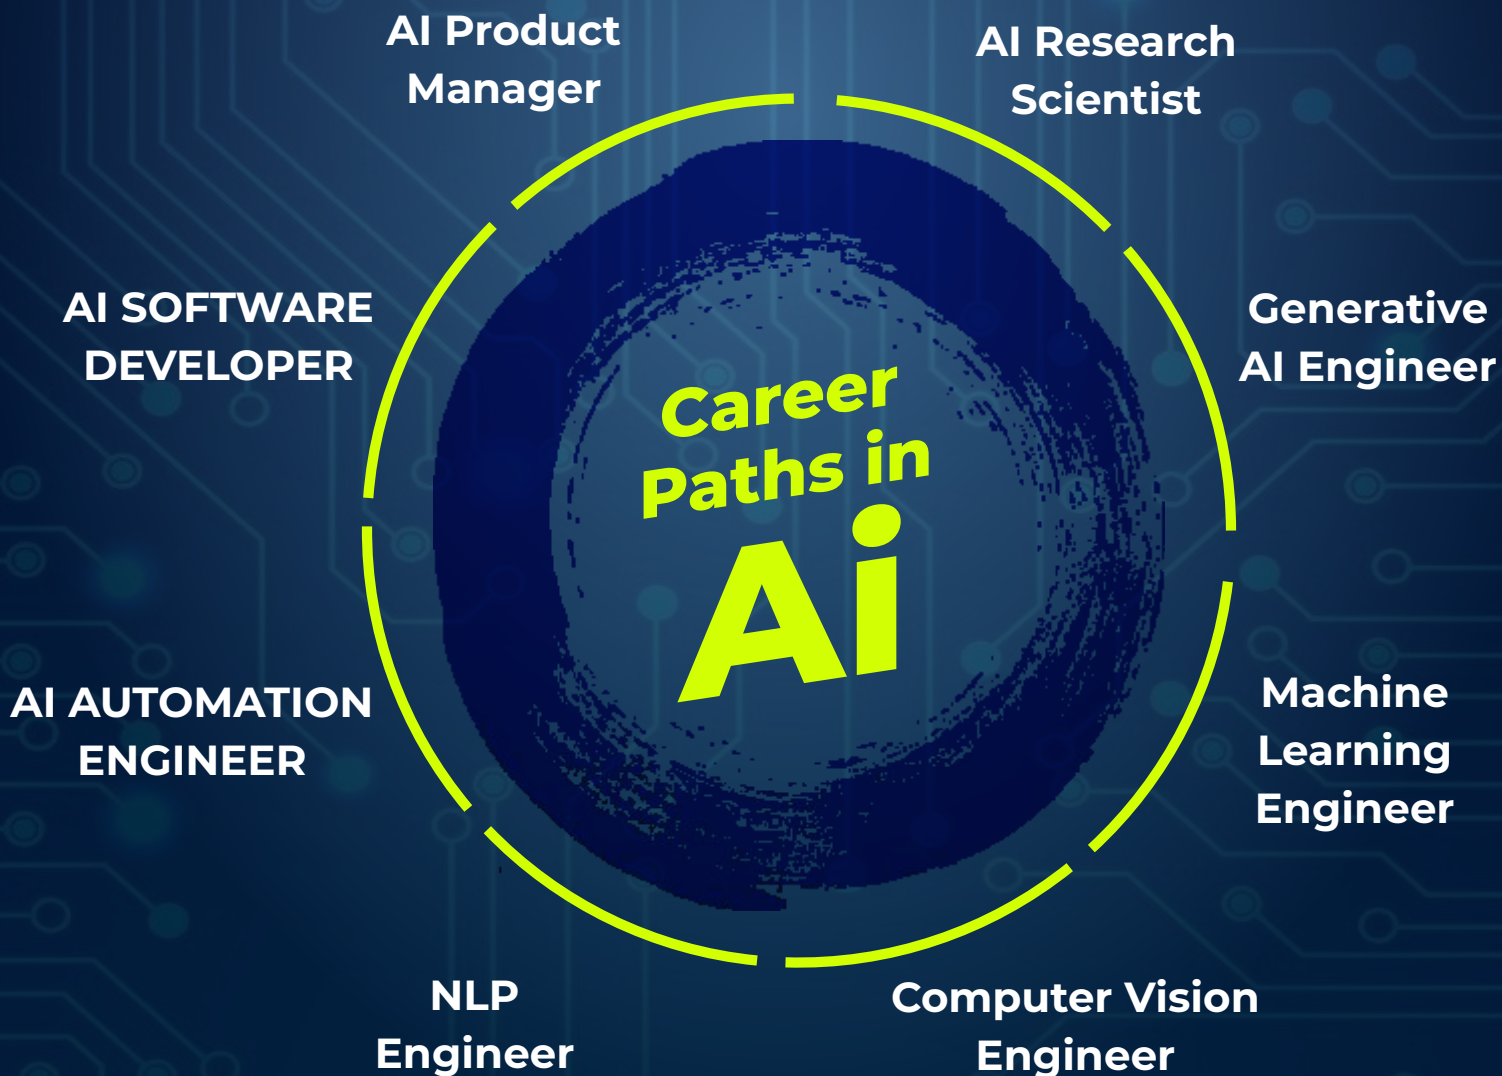 AI Product
Manager
AI Research
Scientist
AI SOFTWARE
DEVELOPER
Generative
AI Engineer
Career
Paths in
Ai
AI AUTOMATION
ENGINEER
Machine
Learning
Engineer
NLP
Engineer
Computer Vision
Engineer